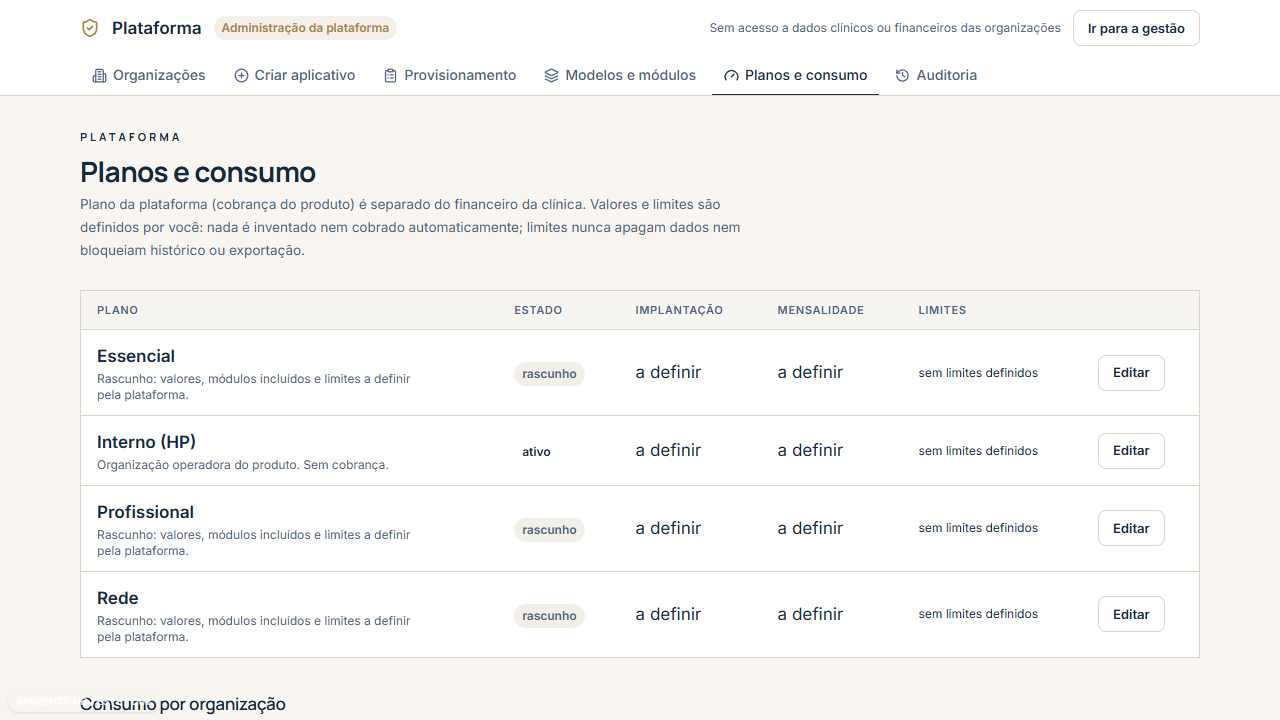 Plataforma
Administração da plataforma
Sem acesso a dados clínicos ou financeiros das organizações
Ir para a gestão
Organizações
Criar aplicativo
Provisionamento
Modelos e módulos
Planos e consumo
Auditoria
PLATAFORMA
Planos e consumo
Plano da plataforma (cobrança do produto) é separado do financeiro da clínica. Valores e limites são
definidos por você: nada é inventado nem cobrado automaticamente; limites nunca apagam dados nem
bloqueiam histórico ou exportação.
PLANO ESTADO IMPLANTAÇÃO MENSALIDADE LIMITES
Essencial
Rascunho: valores, módulos incluídos e limites a definir
pela plataforma.
rascunho a definir a definir sem limites definidos Editar
Interno (HP)
Organização operadora do produto. Sem cobrança.
ativo a definir a definir sem limites definidos Editar
Profissional
Rascunho: valores, módulos incluídos e limites a definir
pela plataforma.
rascunho a definir a definir sem limites definidos Editar
Rede
Rascunho: valores, módulos incluídos e limites a definir
pela plataforma.
rascunho a definir a definir sem limites definidos Editar
Consumo por organização
AMBIENTE